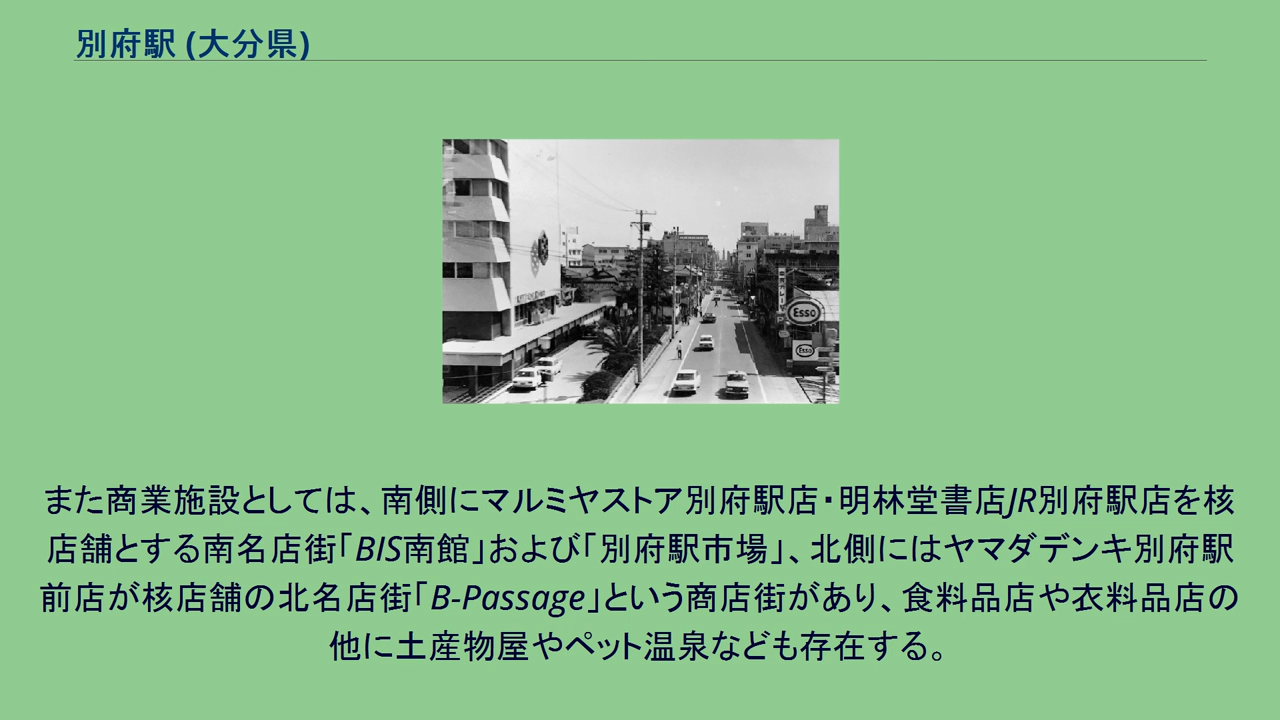 別府駅 (大分県)
Esso
Esso
また商業施設としては、南側にマルミヤストア別府駅店・明林堂書店JR別府駅店を核
店舗とする南名店街「BIS南館」および「別府駅市場」、北側にはヤマダデンキ別府駅
前店が核店舗の北名店街「B-Passage」という商店街があり、食料品店や衣料品店の
他に土産物屋やペット温泉なども存在する。